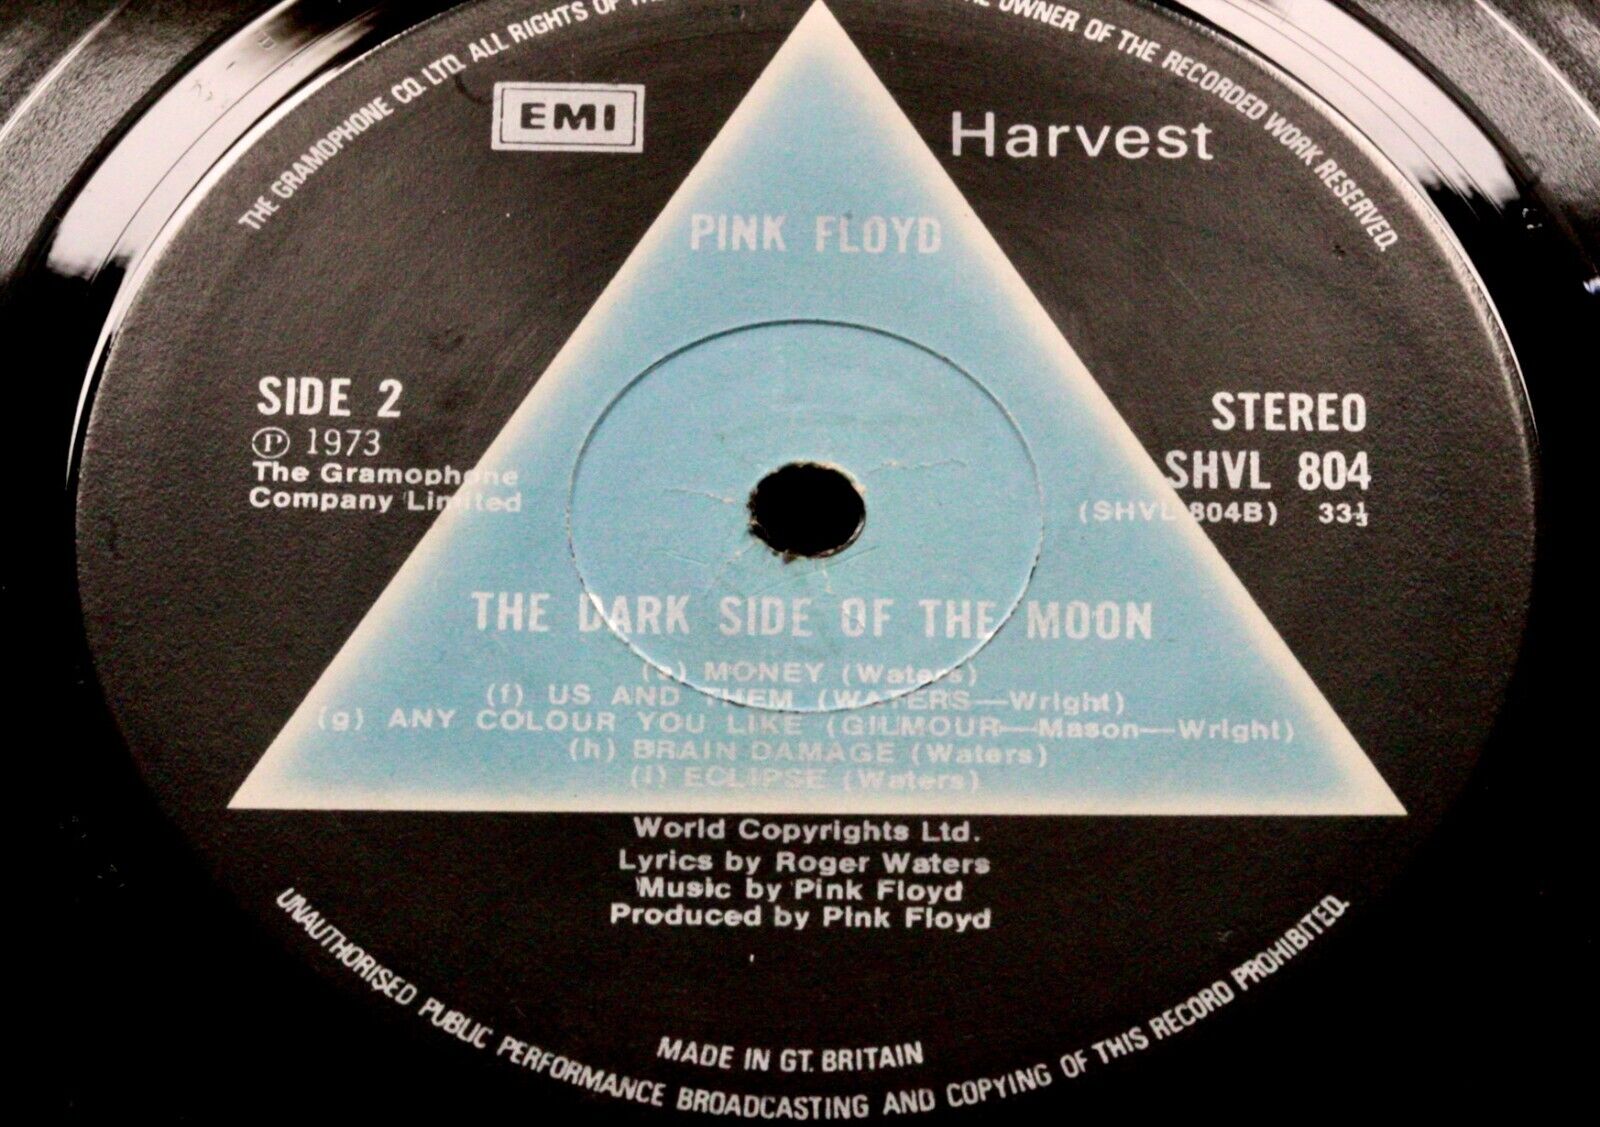 THE GRAMOPHONE CO. LTD. ALL RIGHTS OF THE
OWNER OF THE RECORDED WORK RESERVED.
EMI
Harvest
PINK FLOYD
SIDE 2
Ⓟ 1973
The Gramophone
Company Limited
STEREO
SHVL 804
(SHVL 804B) 33⅓
THE DARK SIDE OF THE MOON
(e) MONEY (Waters)
(f) US AND THEM (WATERS—Wright)
(g) ANY COLOUR YOU LIKE (GILMOUR—Mason—Wright)
(h) BRAIN DAMAGE (Waters)
(i) ECLIPSE (Waters)
World Copyrights Ltd.
Lyrics by Roger Waters
Music by Pink Floyd
Produced by Pink Floyd
MADE IN GT. BRITAIN
UNAUTHORISED PUBLIC PERFORMANCE BROADCASTING AND COPYING OF THIS RECORD PROHIBITED.